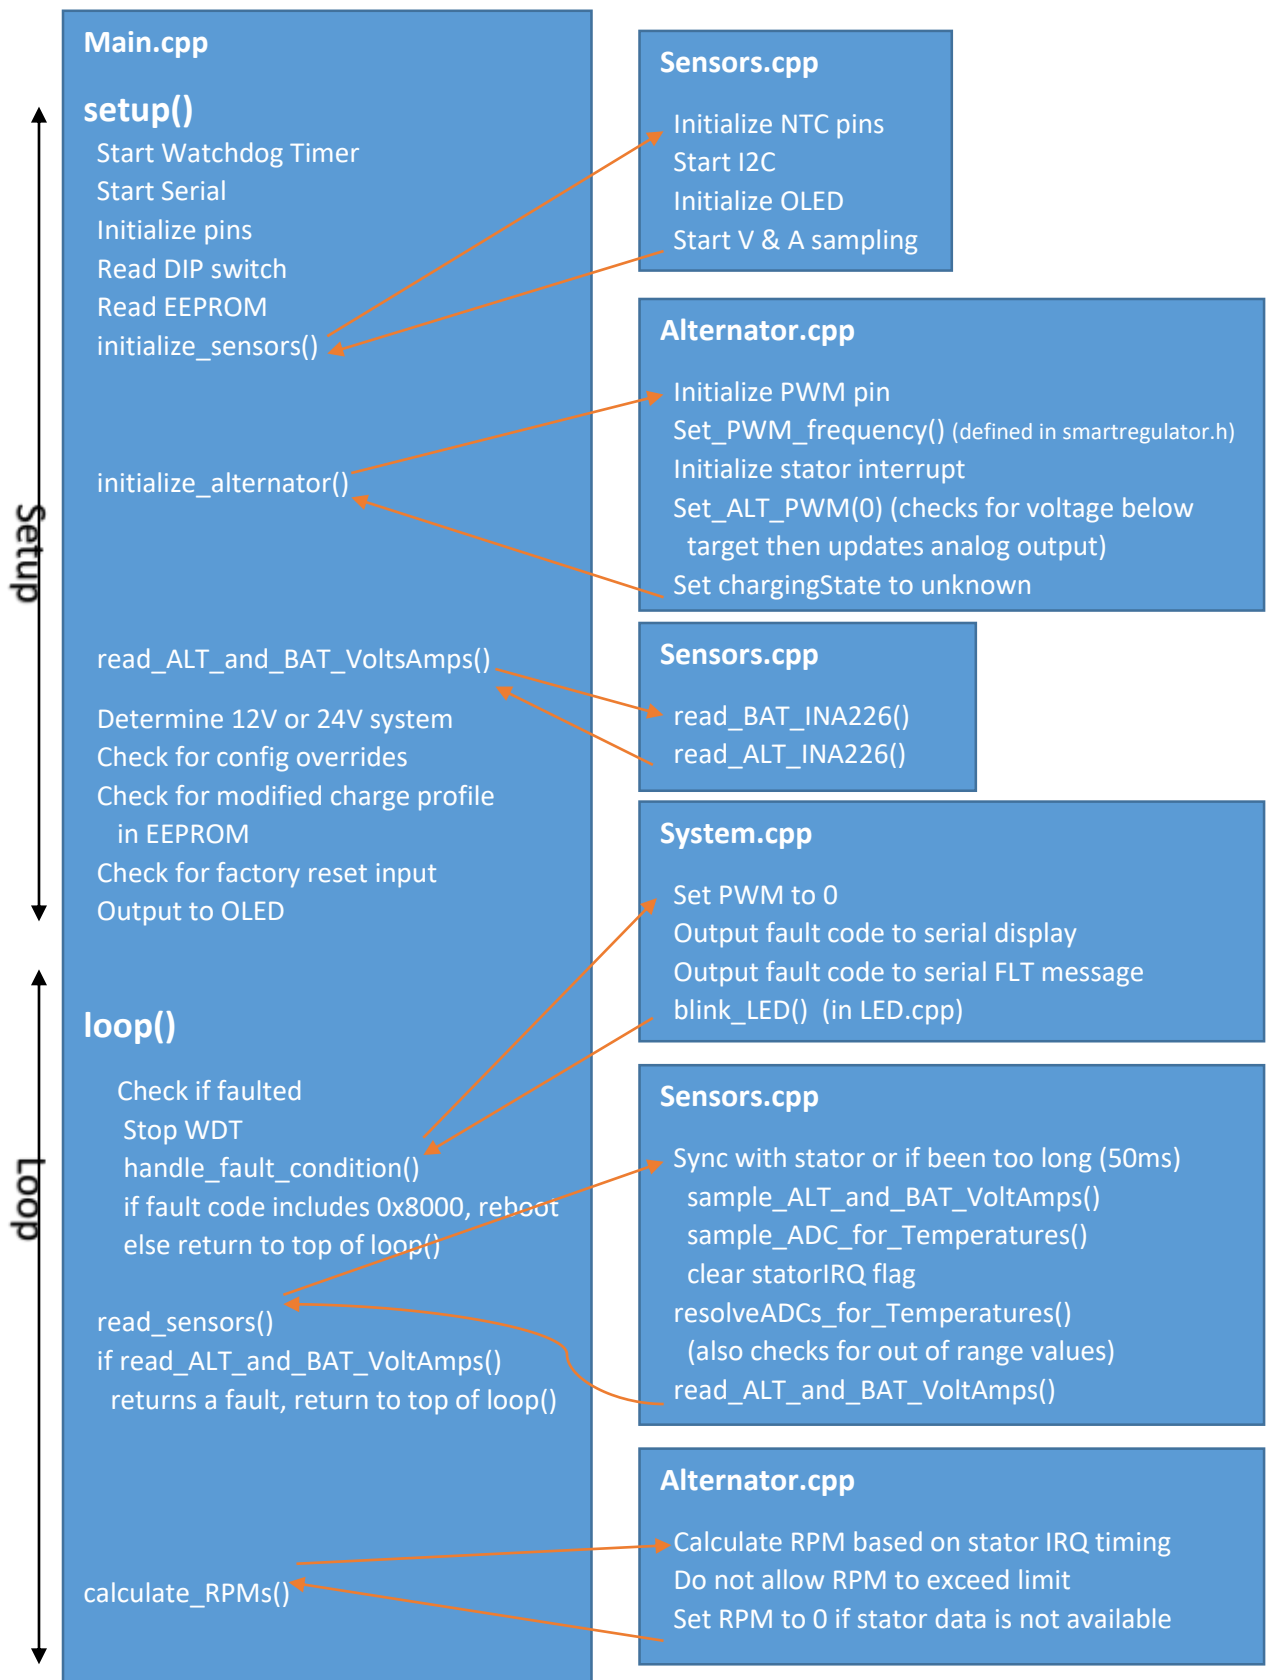 Main.cpp
setup()
Start Watchdog Timer
Start Serial
Initialize pins
Read DIP switch
Read EEPROM
initialize_sensors()
initialize_alternator()
read_ALT_and_BAT_VoltsAmps()
Determine 12V or 24V system
Check for config overrides
Check for modified charge profile
in EEPROM
Check for factory reset input
Output to OLED
loop()
Check if faulted
Stop WDT
handle_fault_condition()
if fault code includes 0x8000, reboot
else return to top of loop()
read_sensors()
if read_ALT_and_BAT_VoltAmps()
returns a fault, return to top of loop()
calculate_RPMs()
Setup
Loop
Sensors.cpp
Initialize NTC pins
Start I2C
Initialize OLED
Start V & A sampling
Alternator.cpp
Initialize PWM pin
Set_PWM_frequency() (defined in smartregulator.h)
Initialize stator interrupt
Set_ALT_PWM(0) (checks for voltage below
target then updates analog output)
Set chargingState to unknown
Sensors.cpp
read_BAT_INA226()
read_ALT_INA226()
System.cpp
Set PWM to 0
Output fault code to serial display
Output fault code to serial FLT message
blink_LED() (in LED.cpp)
Sensors.cpp
Sync with stator or if been too long (50ms)
sample_ALT_and_BAT_VoltAmps()
sample_ADC_for_Temperatures()
clear statorIRQ flag
resolveADCs_for_Temperatures()
(also checks for out of range values)
read_ALT_and_BAT_VoltAmps()
Alternator.cpp
Calculate RPM based on stator IRQ timing
Do not allow RPM to exceed limit
Set RPM to 0 if stator data is not available